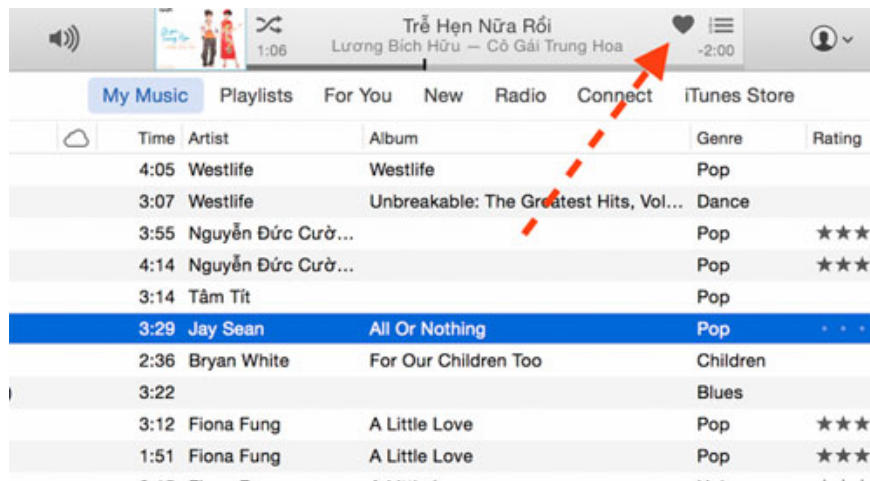 Trễ Hẹn Nữa Rồi
1:06 Lương Bích Hữu — Cô Gái Trung Hoa -2:00
My Music Playlists For You New Radio Connect iTunes Store
Time Artist Album Genre Rating
4:05 Westlife Westlife Pop
3:07 Westlife Unbreakable: The Greatest Hits, Vol... Dance
3:55 Nguyễn Đức Cườ... Pop ★★★
4:14 Nguyễn Đức Cườ... Pop ★★★
3:14 Tâm Tít Pop
3:29 Jay Sean All Or Nothing Pop
2:36 Bryan White For Our Children Too Children
3:22 Blues
3:12 Fiona Fung A Little Love Pop ★★★
1:51 Fiona Fung A Little Love Pop ★★★